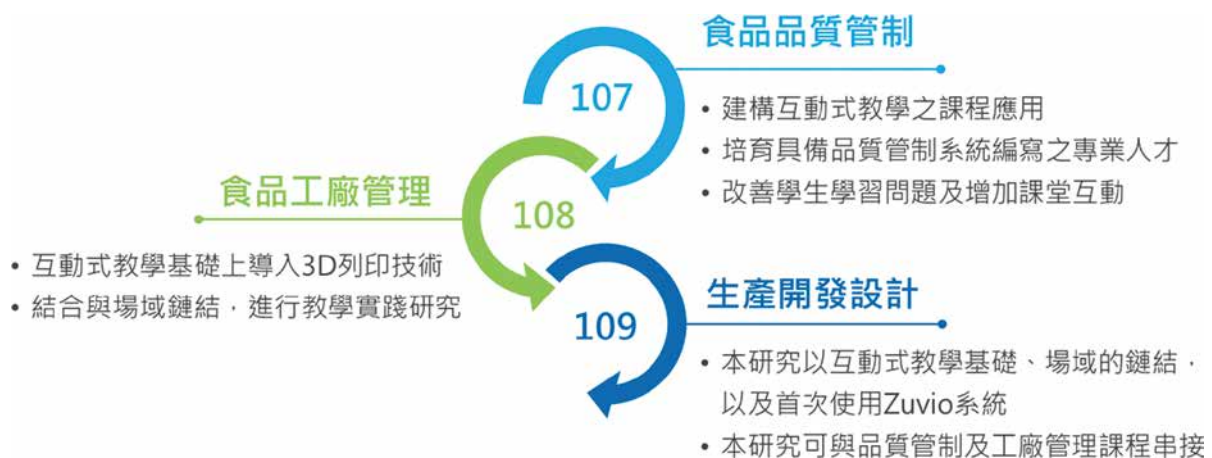 食品品質管制
107
• 建構互動式教學之課程應用
• 培育具備品質管制系統編寫之專業人才
• 改善學生學習問題及增加課堂互動
食品工廠管理
108
• 互動式教學基礎上導入3D列印技術
• 結合與場域鏈結，進行教學實踐研究
生產開發設計
109
• 本研究以互動式教學基礎、場域的鏈結，
以及首次使用Zuvio系統
• 本研究可與品質管制及工廠管理課程串接